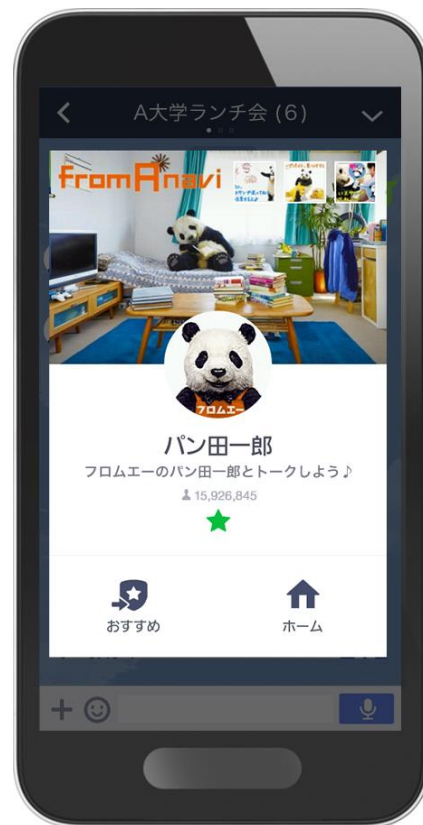 A大学ランチ会 (6)
fromAnavi
フロムエー
パン田一郎
フロムエーのパン田一郎とトークしよう♪
15,926,845
おすすめ
ホーム